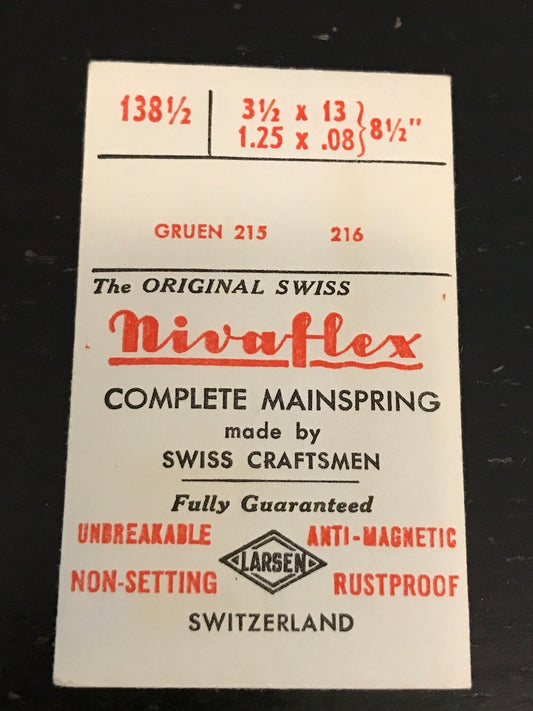 138½ 3½ x 13
1.25 x .08 } 8½"
GRUEN 215 216
The ORIGINAL SWISS
Nivaflex
COMPLETE MAINSPRING
made by
SWISS CRAFTSMEN
Fully Guaranteed
UNBREAKABLE ANTI-MAGNETIC
LARSEN
NON-SETTING RUSTPROOF
SWITZERLAND